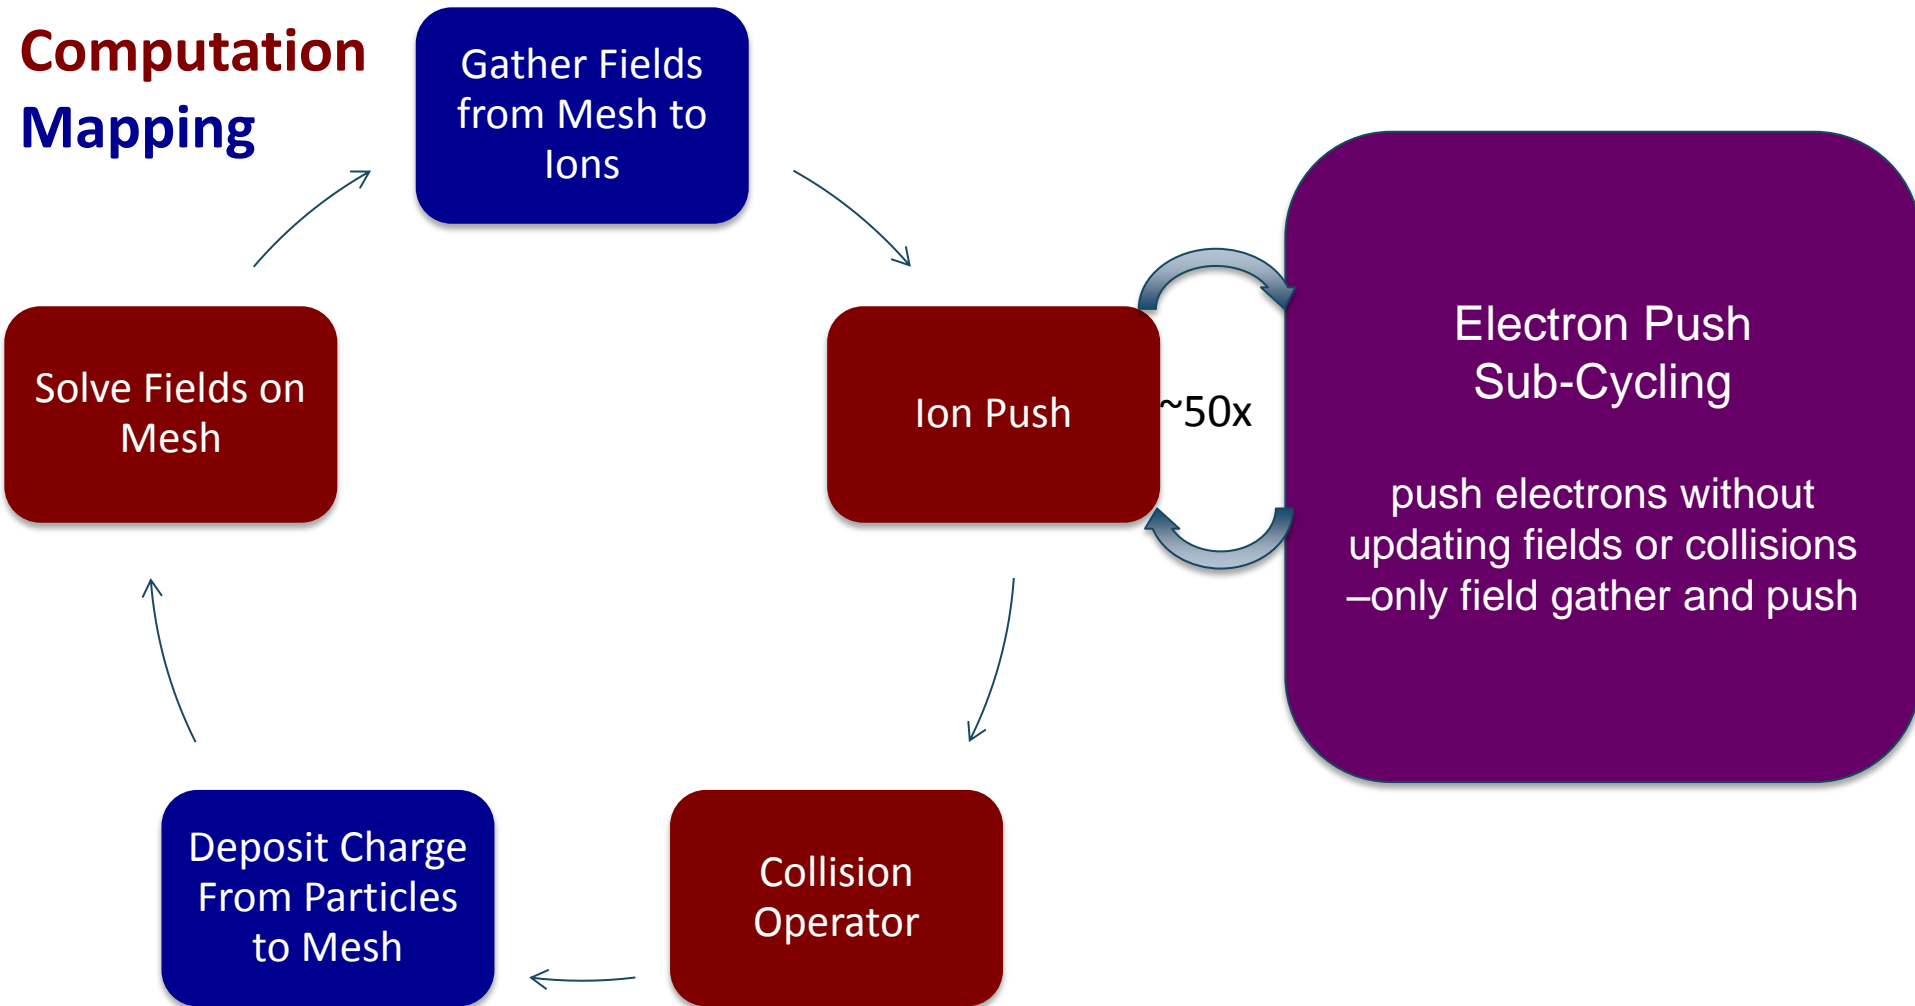 Computation
Mapping
Gather Fields
from Mesh to
Ions
Solve Fields on
Mesh
Ion Push
~50x
Electron Push
Sub-Cycling
push electrons without
updating fields or collisions
–only field gather and push
Deposit Charge
From Particles
to Mesh
Collision
Operator